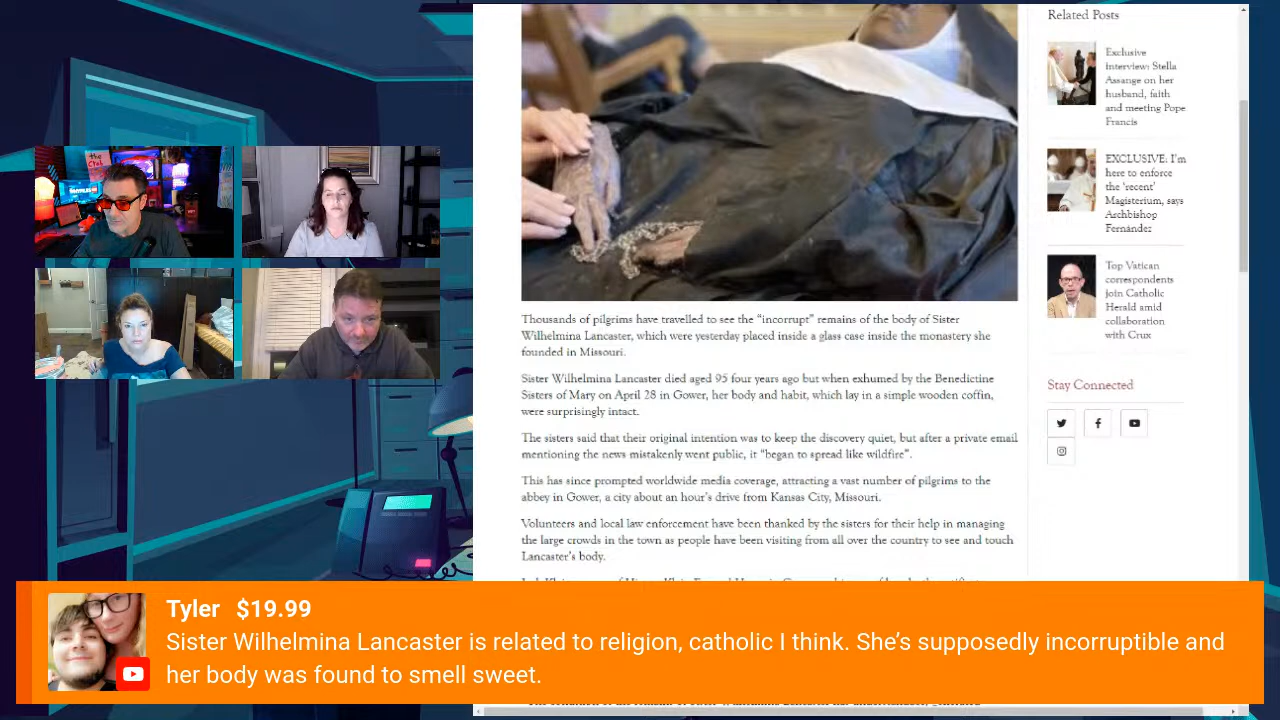 Related Posts
Exclusive
interview: Stella
Assange on her
husband, faith
and meeting Pope
Francis
EXCLUSIVE: I'm
here to enforce
the 'recent'
Magisterium, says
Archbishop
Fernández
Top Vatican
correspondents
join Catholic
Herald amid
collaboration
with Crux
Stay Connected
Thousands of pilgrims have travelled to see the “incorrupt” remains of the body of Sister
Wilhelmina Lancaster, which were yesterday placed inside a glass case inside the monastery she
founded in Missouri.
Sister Wilhelmina Lancaster died aged 95 four years ago but when exhumed by the Benedictine
Sisters of Mary on April 28 in Gower, her body and habit, which lay in a simple wooden coffin,
were surprisingly intact.
The sisters said that their original intention was to keep the discovery quiet, but after a private email
mentioning the news mistakenly went public, it “began to spread like wildfire”.
This has since prompted worldwide media coverage, attracting a vast number of pilgrims to the
abbey in Gower, a city about an hour's drive from Kansas City, Missouri.
Volunteers and local law enforcement have been thanked by the sisters for their help in managing
the large crowds in the town as people have been visiting from all over the country to see and touch
Lancaster's body.
Tyler $19.99
Sister Wilhelmina Lancaster is related to religion, catholic I think. She’s supposedly incorruptible and
her body was found to smell sweet.